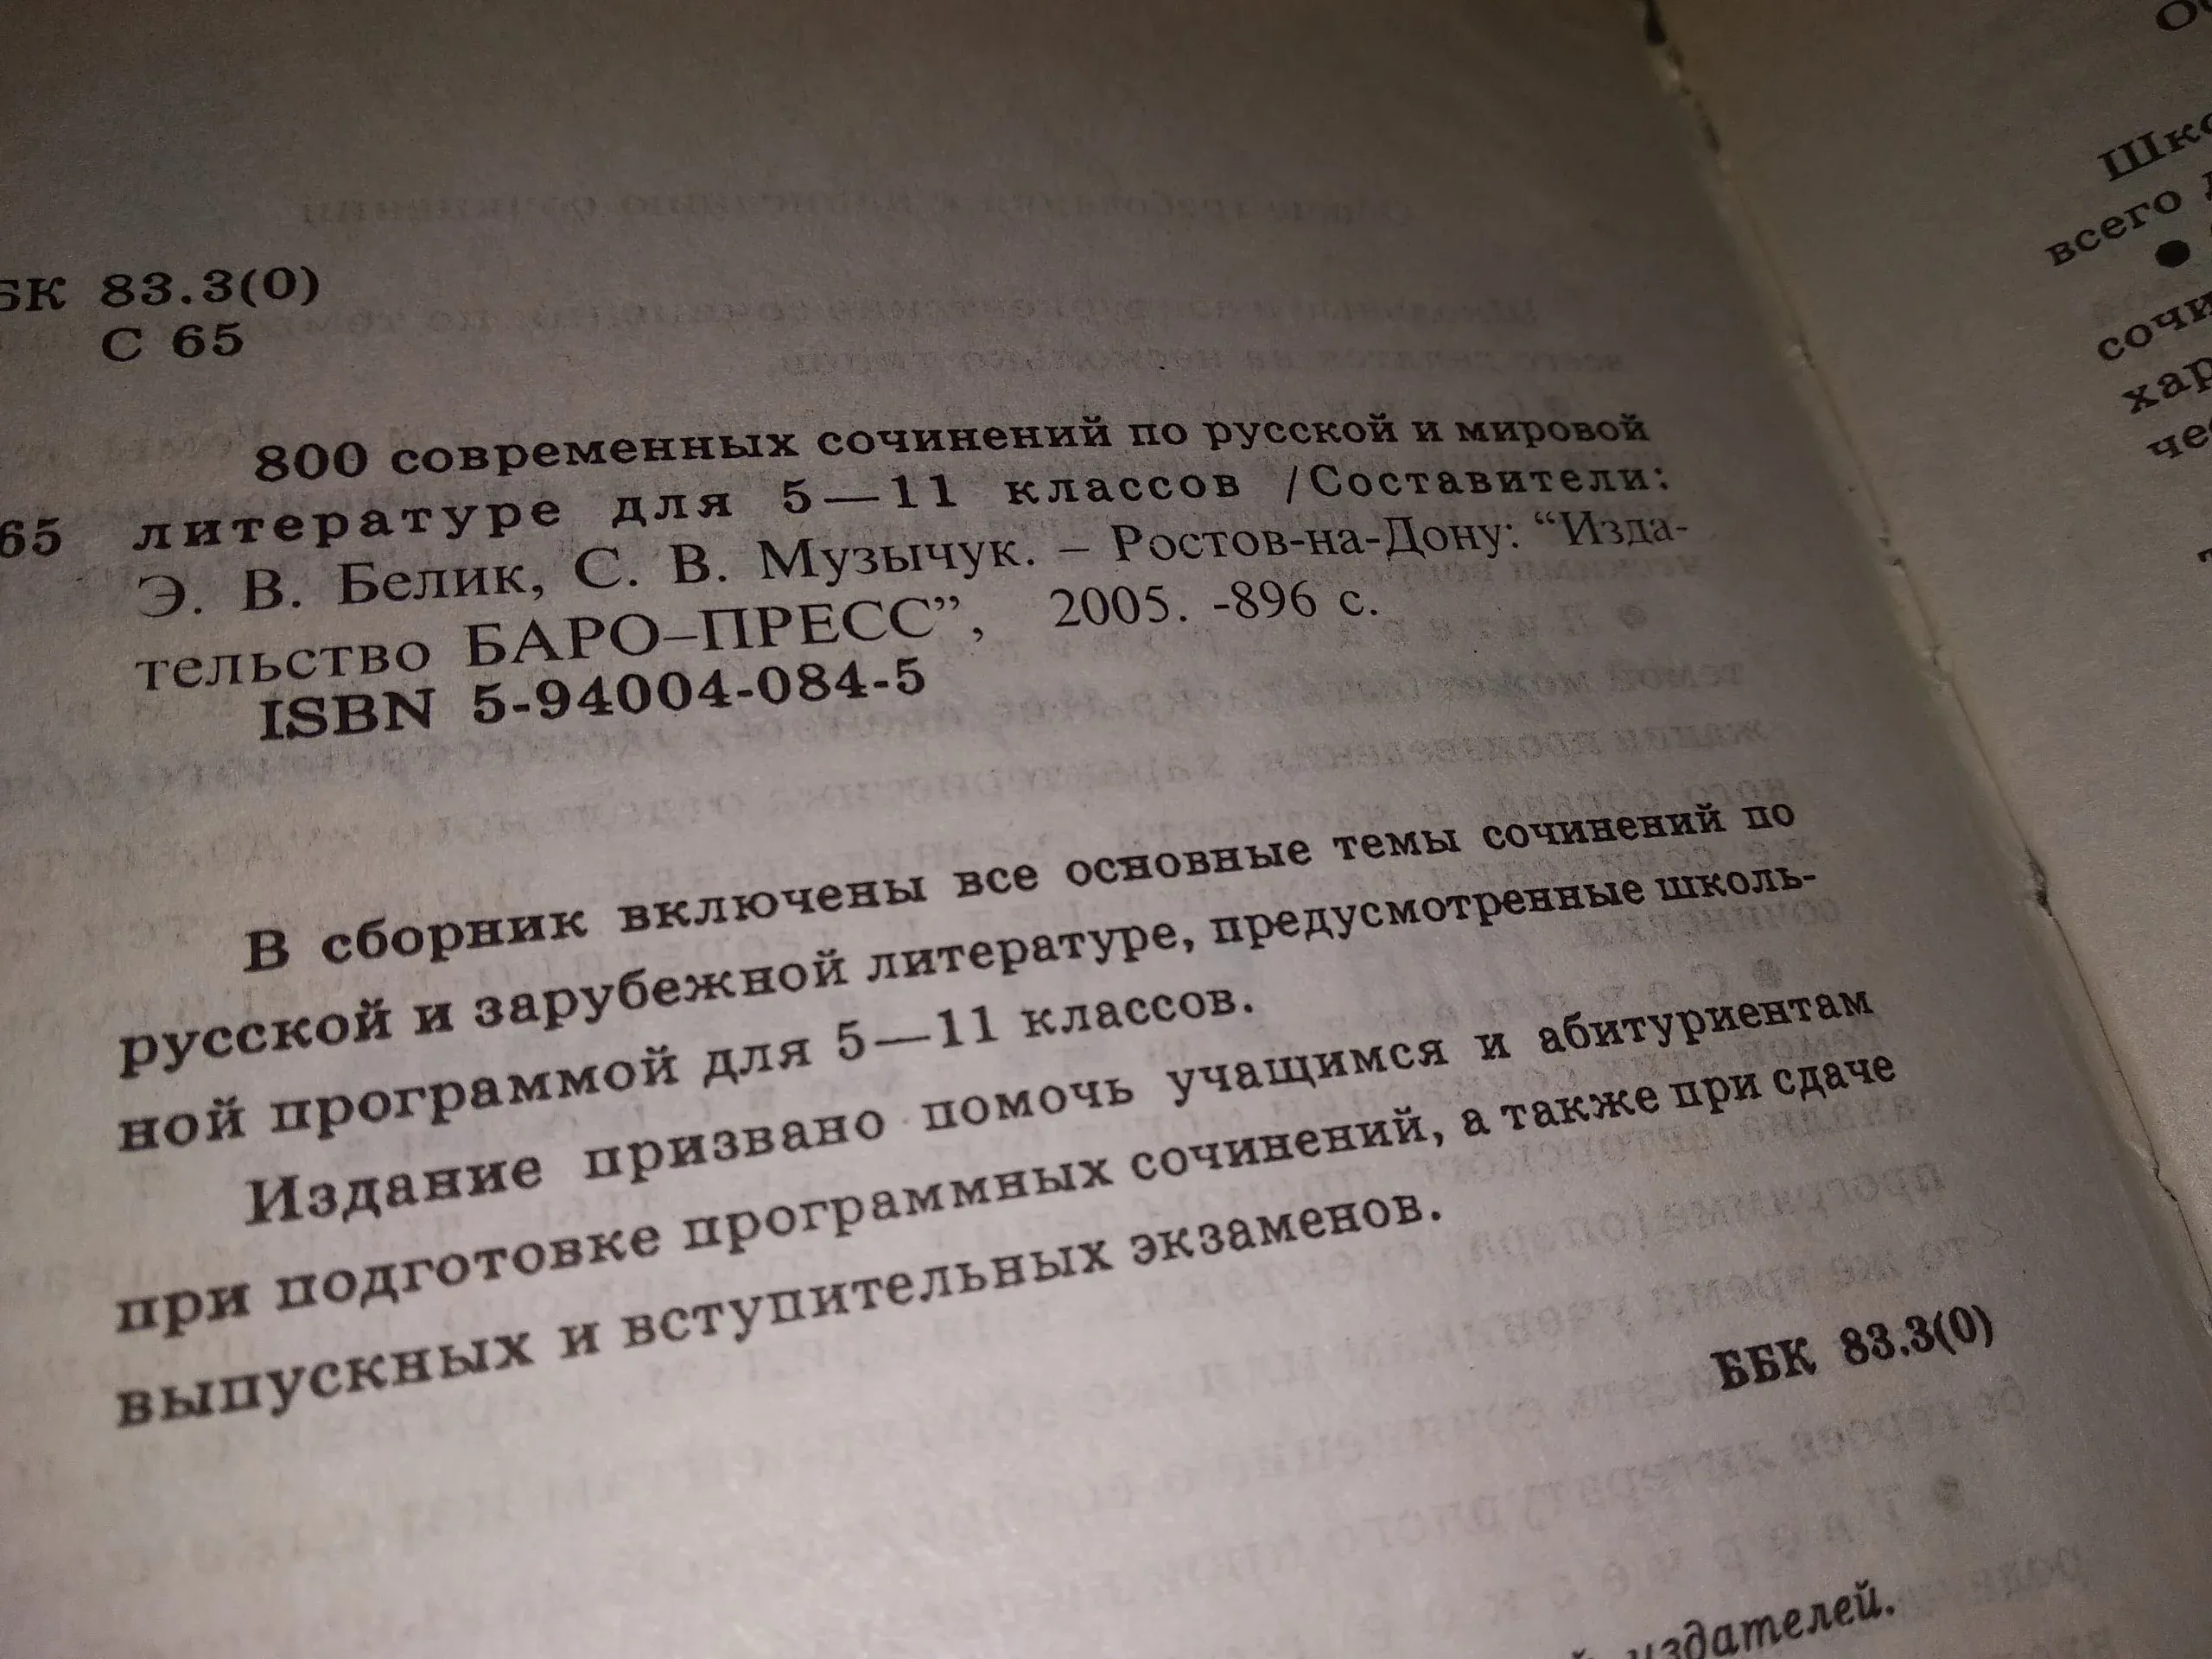 ББК 83.3(0)
С 65
800 современных сочинений по русской и мировой
65 литературе для 5—11 классов /Составители:
Э. В. Белик, С. В. Музычук. – Ростов-на-Дону: “Изда-
тельство БАРО–ПРЕСС”, 2005. -896 с.
ISBN 5-94004-084-5
В сборник включены все основные темы сочинений по
русской и зарубежной литературе, предусмотренные школь-
ной программой для 5—11 классов.
Издание призвано помочь учащимся и абитуриентам
при подготовке программных сочинений, а также при сдаче
выпускных и вступительных экзаменов.
ББК 83.3(0)
издателей.
Шко
всего
сочи
хар
чес